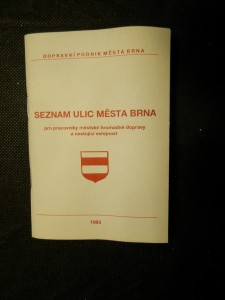 DOPRAVNÍ PODNIK MĚSTA BRNA
SEZNAM ULIC MĚSTA BRNA
pro pracovníky městské hromadné dopravy
a cestující veřejnost